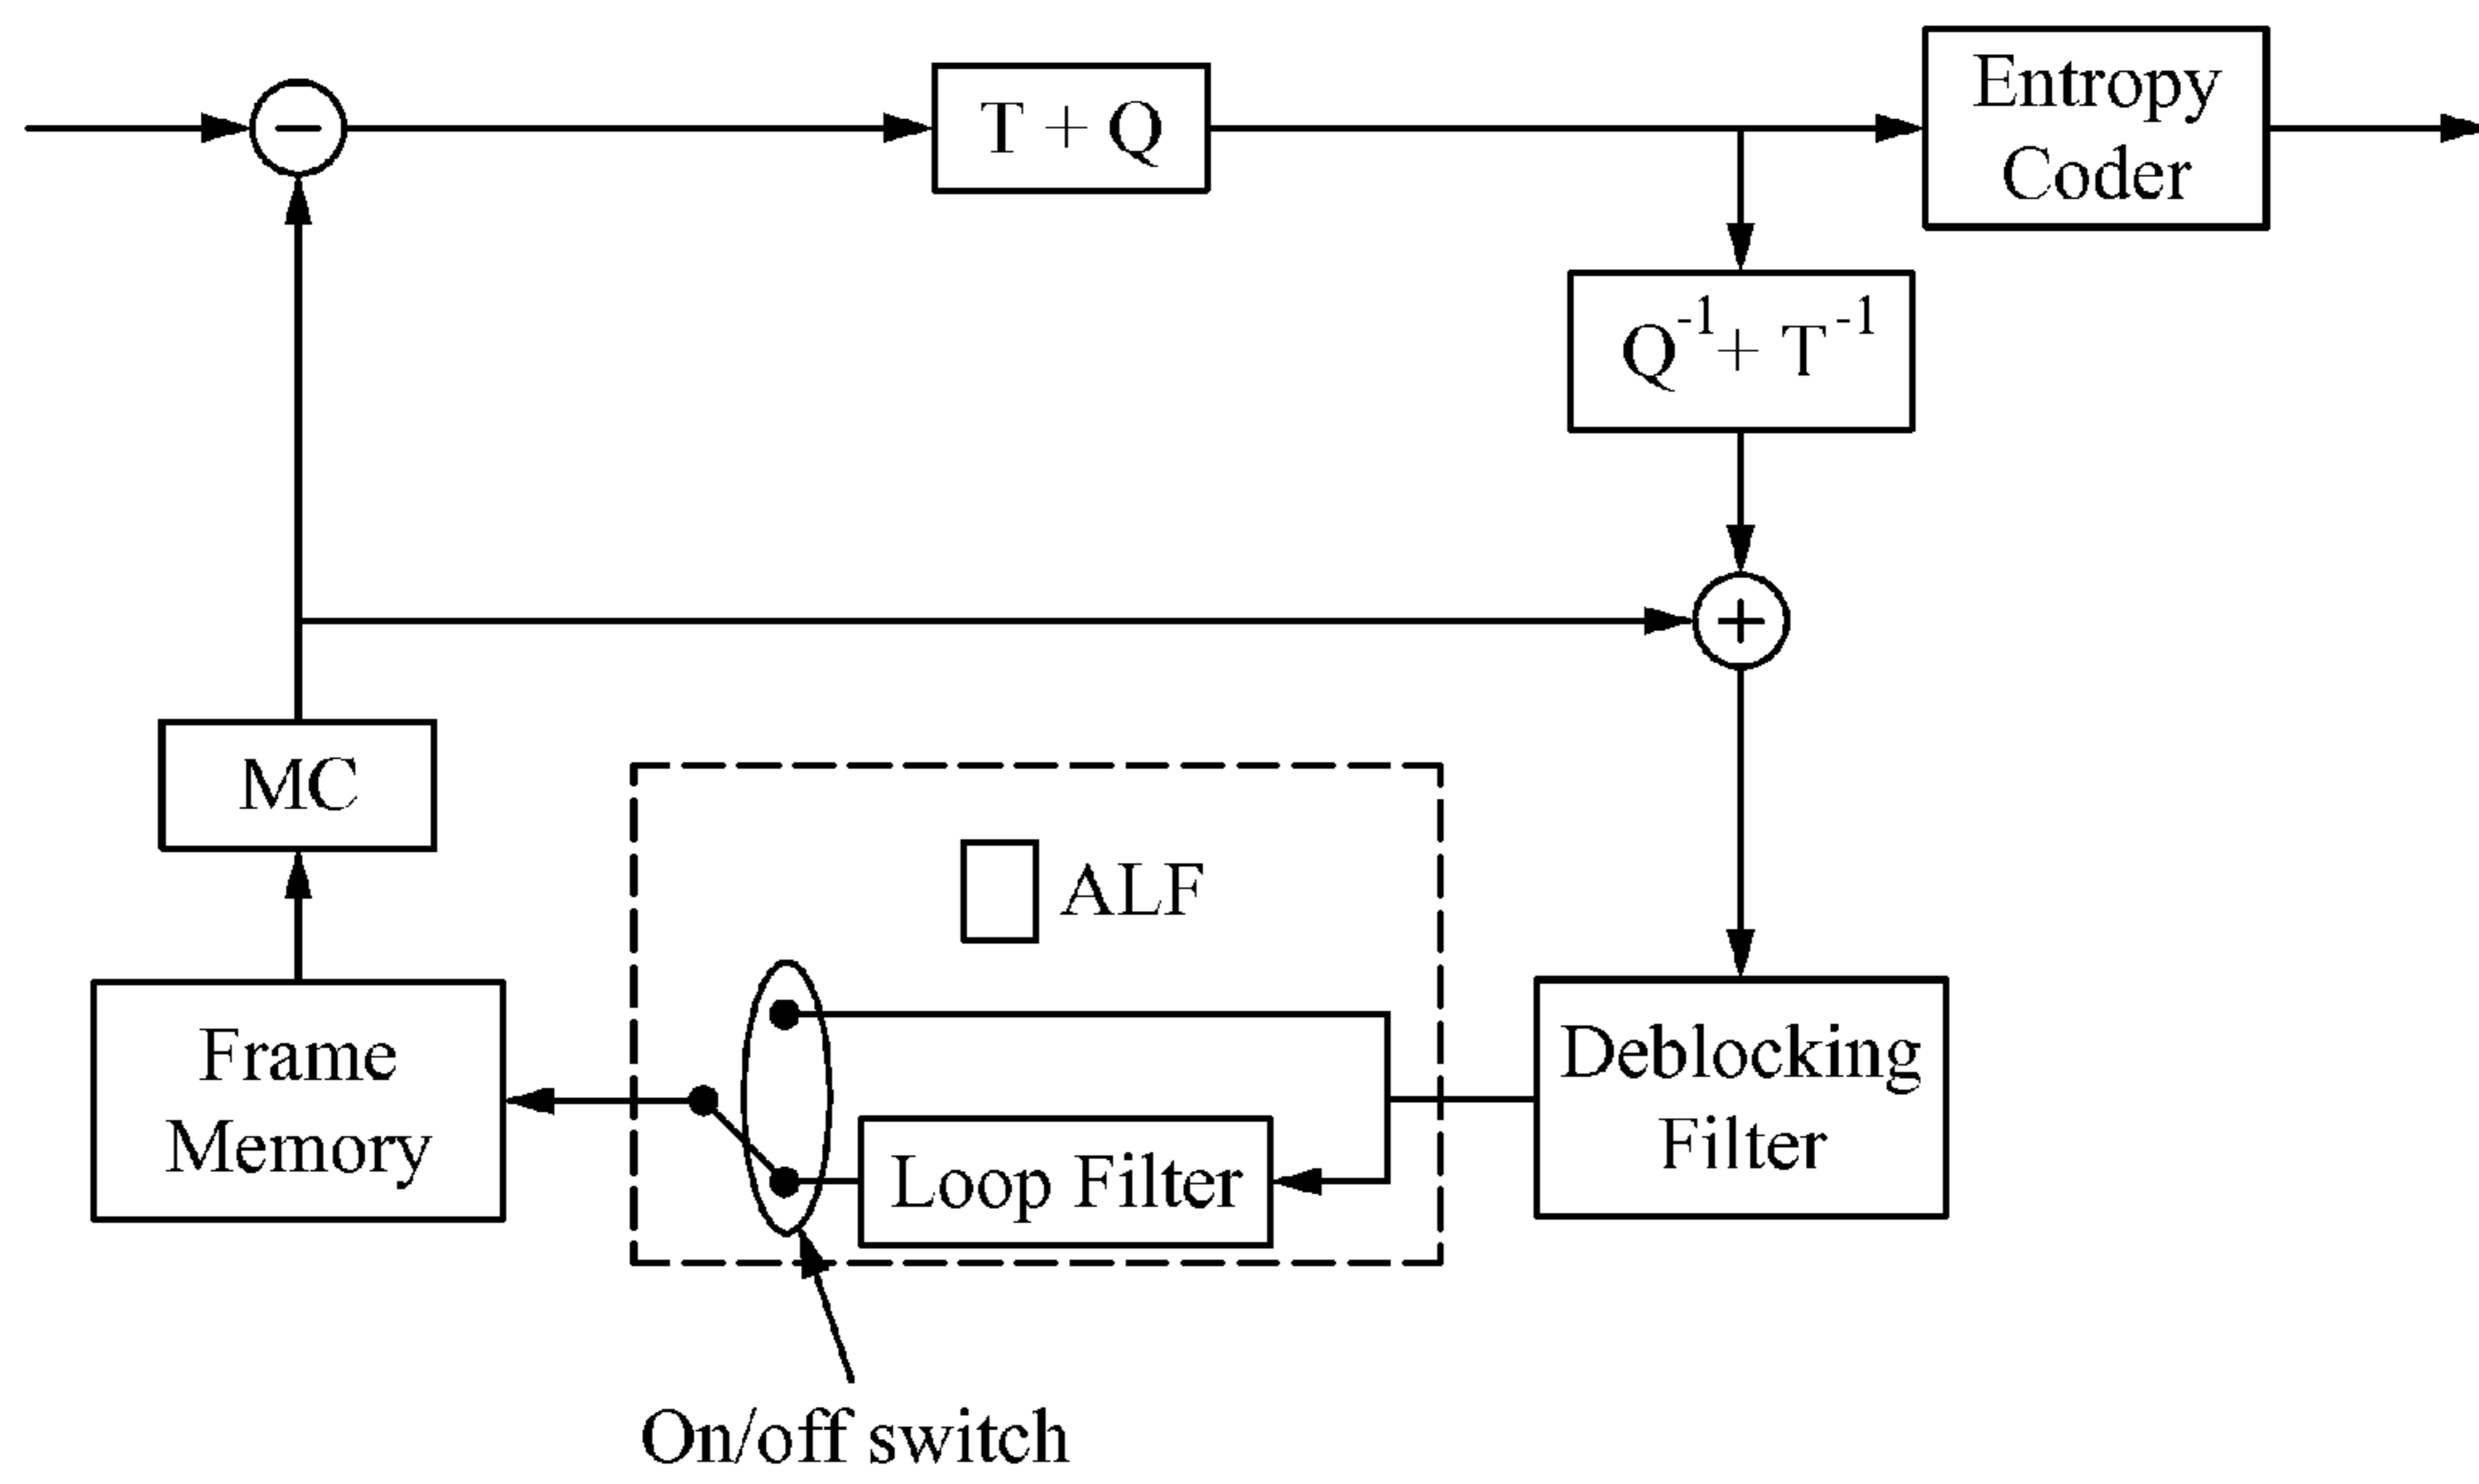 −
T + Q
Entropy
Coder
Q⁻¹+ T⁻¹
+
MC
ALF
Frame
Memory
Loop Filter
Deblocking
Filter
On/off switch